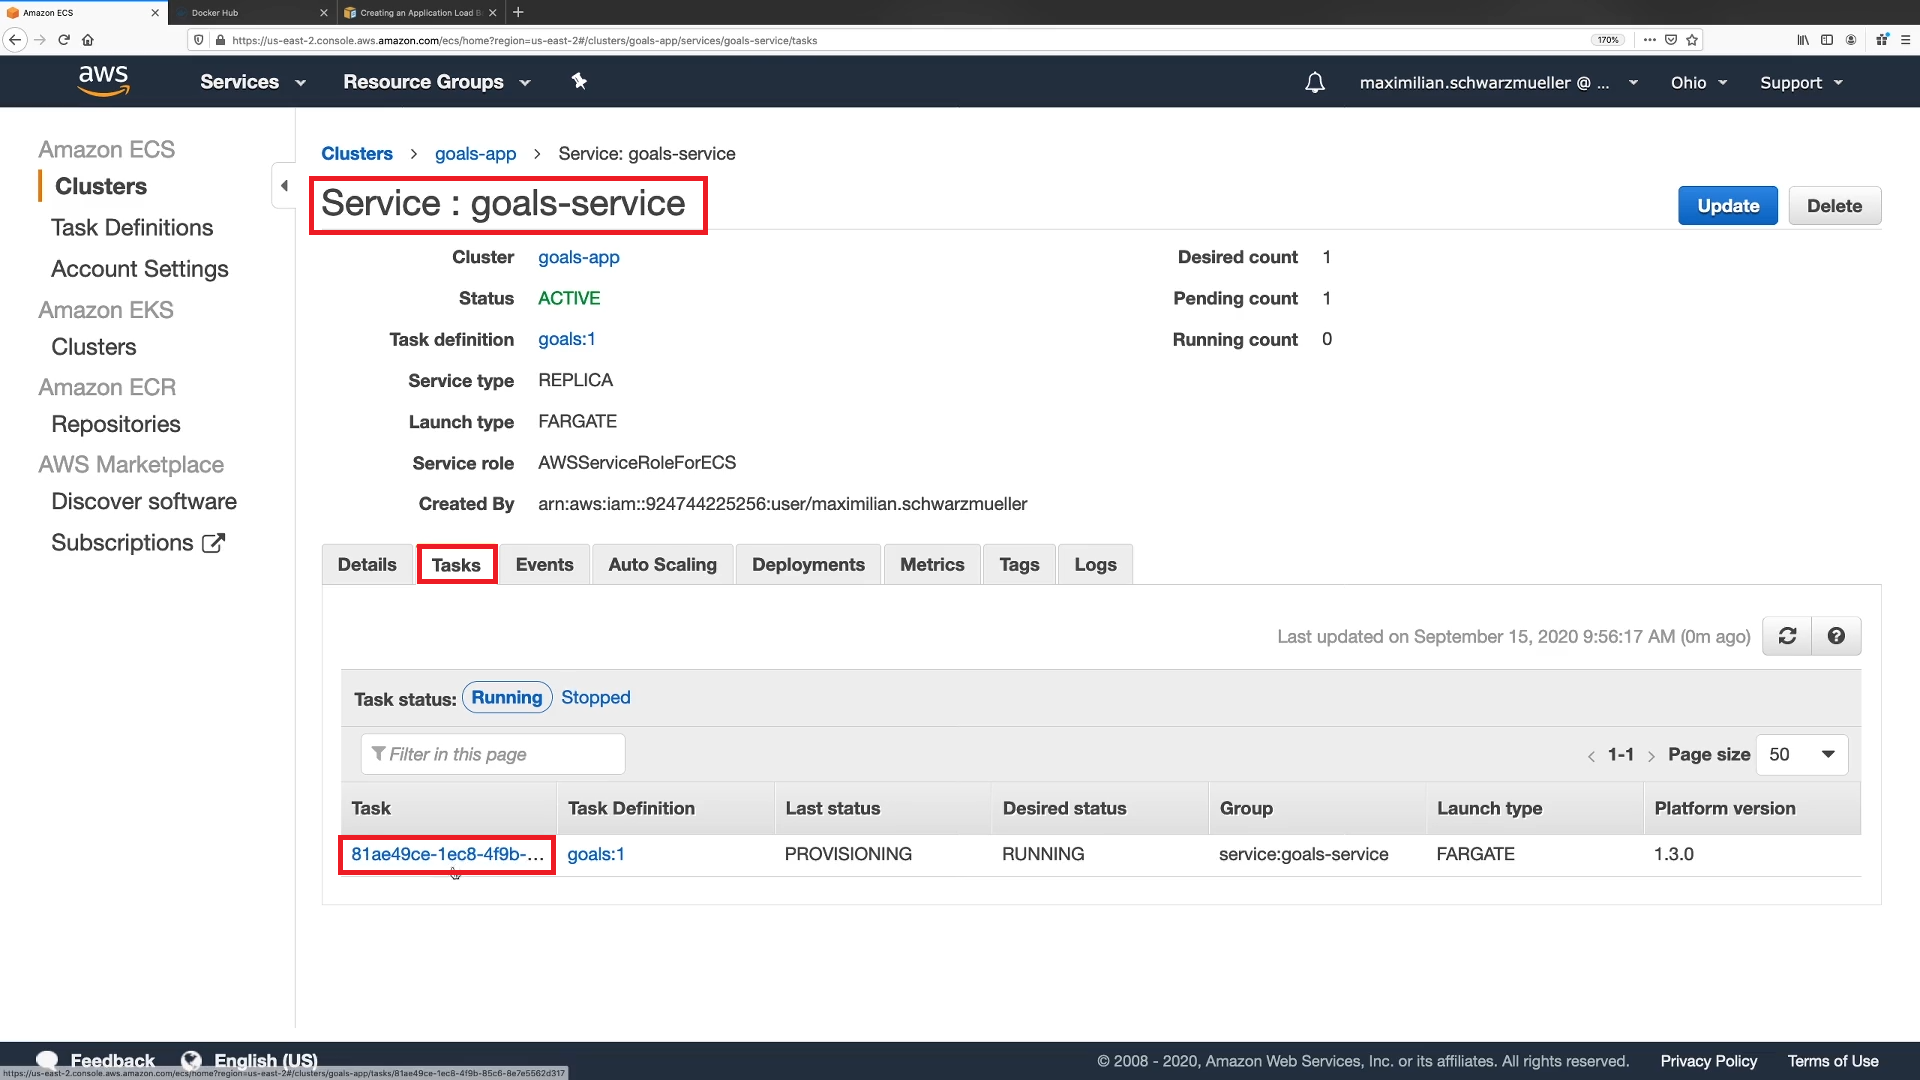 Amazon ECS
Docker Hub
Creating an Application Load B
https://us-east-2.console.aws.amazon.com/ecs/home?region=us-east-2#/clusters/goals-app/services/goals-service/tasks
170%
aws
Services
Resource Groups
maximilian.schwarzmueller @ ...
Ohio
Support
Amazon ECS
Clusters
Task Definitions
Account Settings
Amazon EKS
Clusters
Amazon ECR
Repositories
AWS Marketplace
Discover software
Subscriptions
Clusters > goals-app > Service: goals-service
Service : goals-service
Update
Delete
Cluster goals-app
Status ACTIVE
Task definition goals:1
Service type REPLICA
Launch type FARGATE
Service role AWSServiceRoleForECS
Created By arn:aws:iam::924744225256:user/maximilian.schwarzmueller
Desired count 1
Pending count 1
Running count 0
Details Tasks Events Auto Scaling Deployments Metrics Tags Logs
Last updated on September 15, 2020 9:56:17 AM (0m ago)
Task status: Running Stopped
Filter in this page
< 1-1 > Page size 50
Task Task Definition Last status Desired status Group Launch type Platform version
81ae49ce-1ec8-4f9b-... goals:1 PROVISIONING RUNNING service:goals-service FARGATE 1.3.0
Feedback English (US)
© 2008 - 2020, Amazon Web Services, Inc. or its affiliates. All rights reserved. Privacy Policy Terms of Use
https://us-east-2.console.aws.amazon.com/ecs/home?region=us-east-2#/clusters/goals-app/tasks/81ae49ce-1ec8-4f9b-85c6-8e7e5562d317